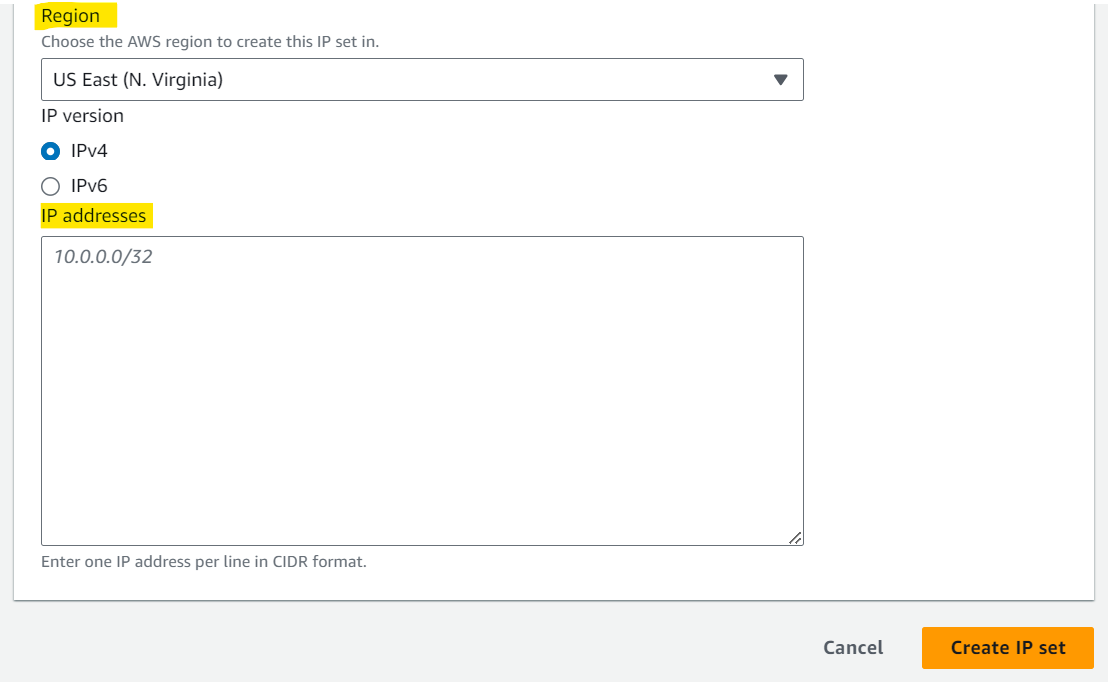 Region
Choose the AWS region to create this IP set in.
US East (N. Virginia)
IP version
IPv4
IPv6
IP addresses
10.0.0.0/32
Enter one IP address per line in CIDR format.
Cancel
Create IP set